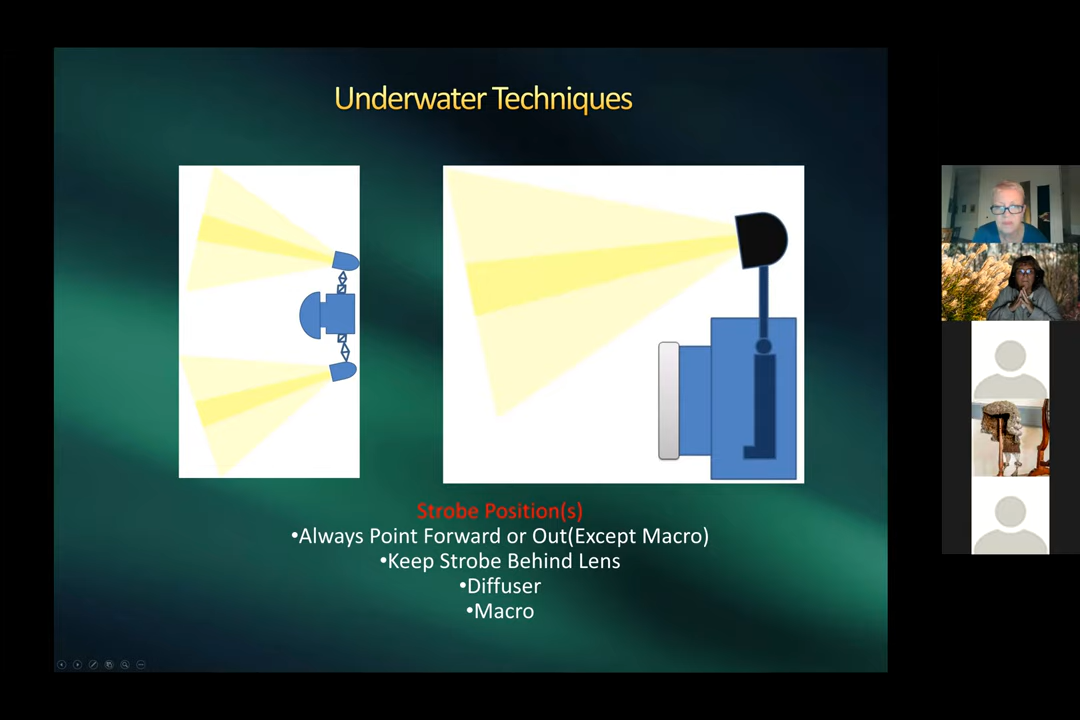 Underwater Techniques
Strobe Position(s)
•Always Point Forward or Out(Except Macro)
•Keep Strobe Behind Lens
•Diffuser
•Macro